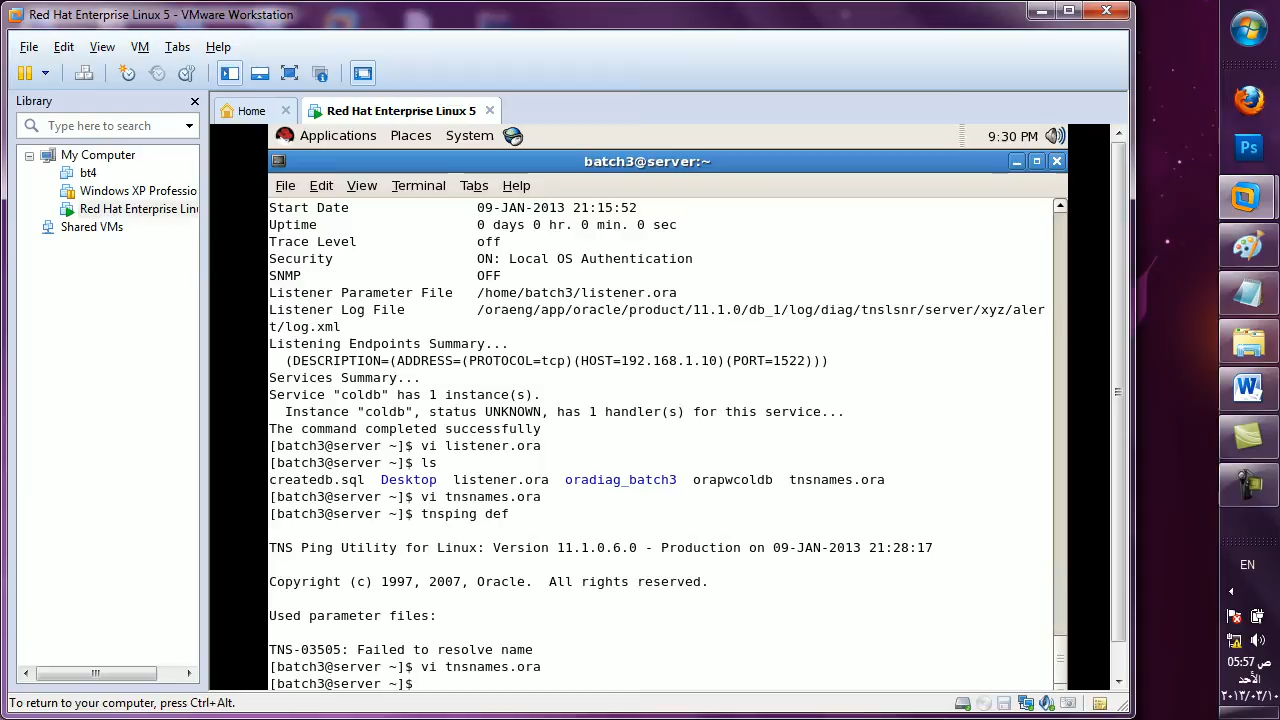 Red Hat Enterprise Linux 5 - VMware Workstation
File Edit View VM Tabs Help
Library
Type here to search
My Computer
bt4
Windows XP Professio
Red Hat Enterprise Lin
Shared VMs
Home
Red Hat Enterprise Linux 5
Applications Places System
9:30 PM
batch3@server:~
File Edit View Terminal Tabs Help
Start Date 09-JAN-2013 21:15:52
Uptime 0 days 0 hr. 0 min. 0 sec
Trace Level off
Security ON: Local OS Authentication
SNMP OFF
Listener Parameter File /home/batch3/listener.ora
Listener Log File /oraeng/app/oracle/product/11.1.0/db_1/log/diag/tnslsnr/server/xyz/aler
t/log.xml
Listening Endpoints Summary...
(DESCRIPTION=(ADDRESS=(PROTOCOL=tcp)(HOST=192.168.1.10)(PORT=1522)))
Services Summary...
Service "coldb" has 1 instance(s).
Instance "coldb", status UNKNOWN, has 1 handler(s) for this service...
The command completed successfully
[batch3@server ~]$ vi listener.ora
[batch3@server ~]$ ls
createdb.sql Desktop listener.ora oradiag_batch3 orapwcoldb tnsnames.ora
[batch3@server ~]$ vi tnsnames.ora
[batch3@server ~]$ tnsping def
TNS Ping Utility for Linux: Version 11.1.0.6.0 - Production on 09-JAN-2013 21:28:17
Copyright (c) 1997, 2007, Oracle. All rights reserved.
Used parameter files:
TNS-03505: Failed to resolve name
[batch3@server ~]$ vi tnsnames.ora
[batch3@server ~]$
To return to your computer, press Ctrl+Alt.
Ps
EN
05:57 ص
الأحد
٢٠١٣/٠٣/١٠